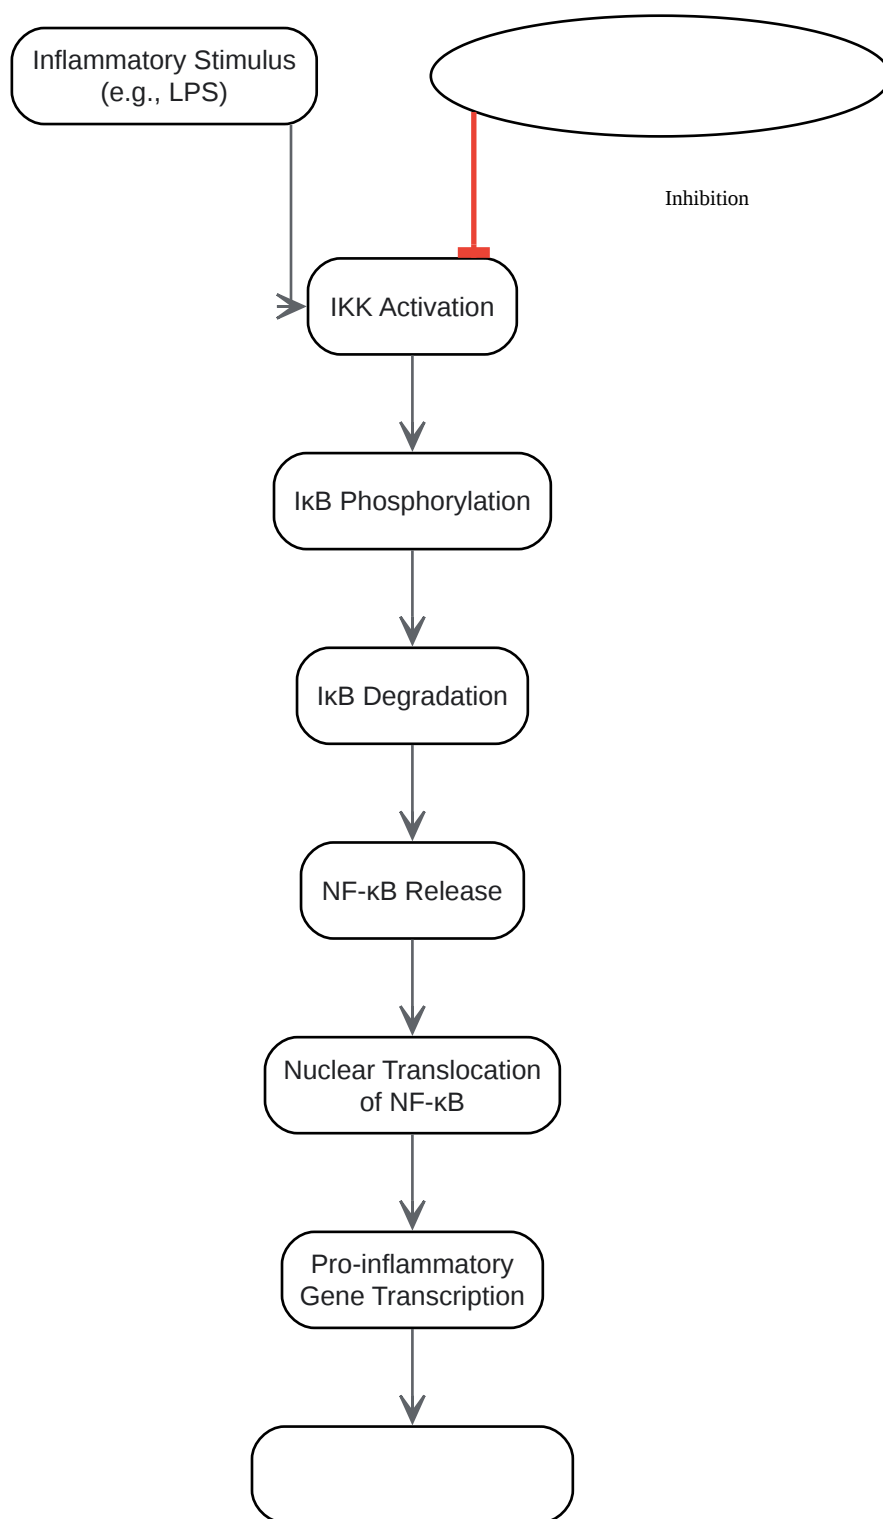 Inflammatory Stimulus
(e.g., LPS)
Inhibition
IKK Activation
IκB Phosphorylation
IκB Degradation
NF-κB Release
Nuclear Translocation
of NF-κB
Pro-inflammatory
Gene Transcription